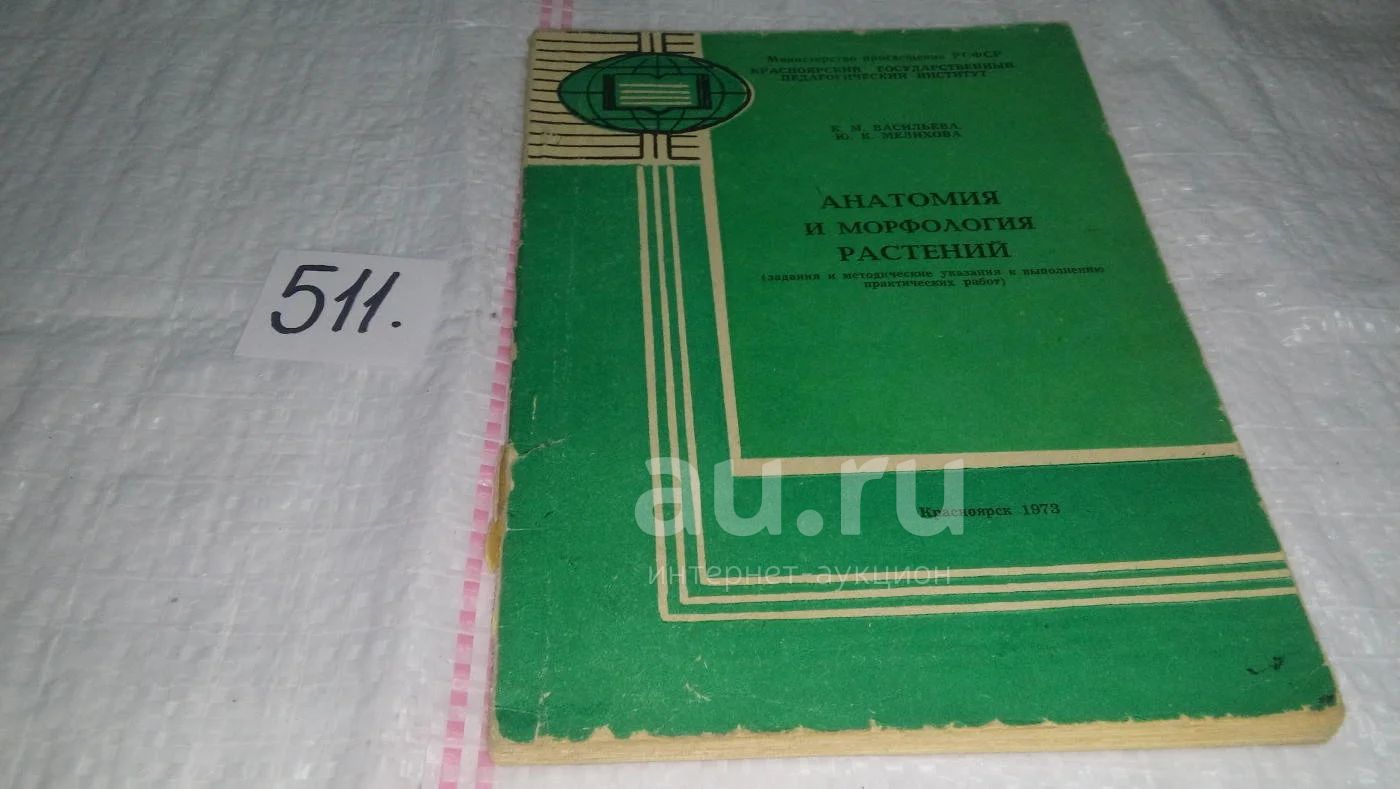 Министерство просвещения РСФСР
КРАСНОЯРСКИЙ ГОСУДАРСТВЕННЫЙ
ПЕДАГОГИЧЕСКИЙ ИНСТИТУТ
К. М. ВАСИЛЬЕВА,
Ю. К. МЕЛИХОВА
АНАТОМИЯ
И МОРФОЛОГИЯ
РАСТЕНИЙ
(задания и методические указания к выполнению
практических работ)
511.
au.ru
Красноярск 1973
интернет аукцион